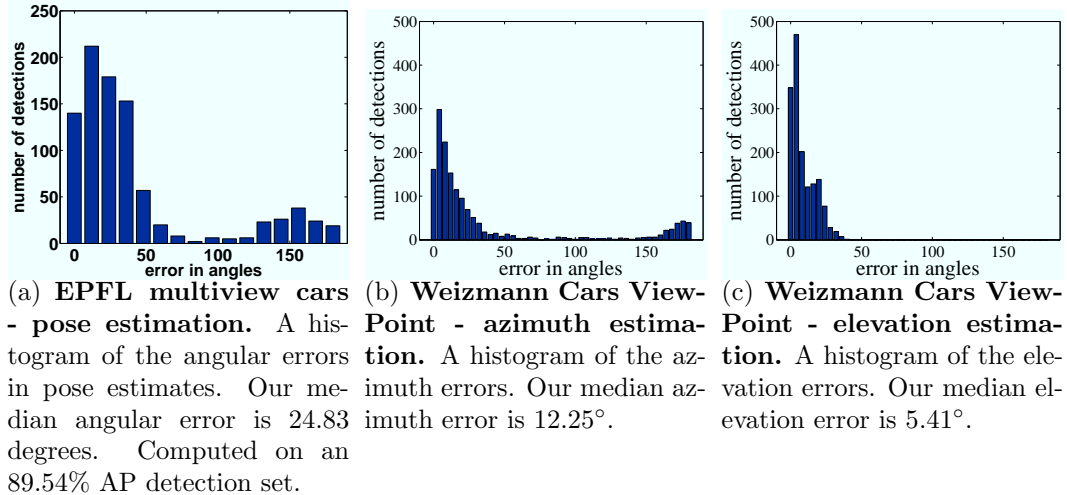 250
200
150
100
50
0
number of detections
0 50 100 150
error in angles
500
400
300
200
100
0
number of detections
0 50 100 150
error in angles
500
400
300
200
100
0
number of detections
0 50 100 150
error in angles
(a) EPFL multiview cars
- pose estimation. A his-
togram of the angular errors
in pose estimates. Our me-
dian angular error is 24.83
degrees. Computed on an
89.54% AP detection set.
(b) Weizmann Cars View-
Point - azimuth estima-
tion. A histogram of the az-
imuth errors. Our median az-
imuth error is 12.25°.
(c) Weizmann Cars View-
Point - elevation estima-
tion. A histogram of the ele-
vation errors. Our median el-
evation error is 5.41°.